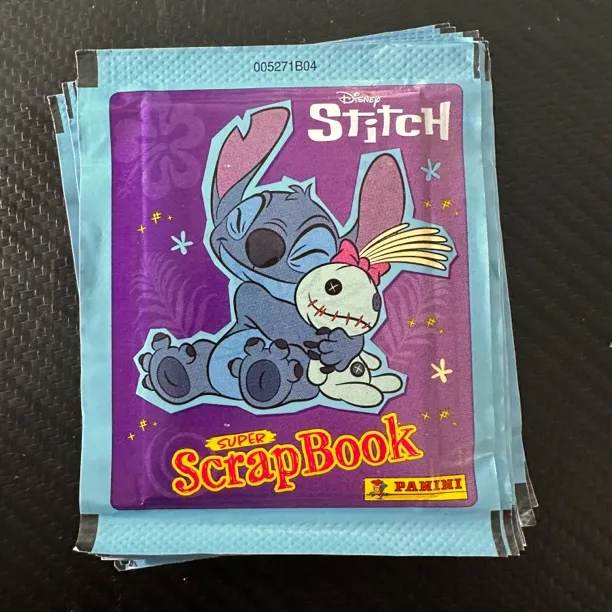 005271B04
Disney
Stitch
SUPER
ScrapBook
PANINI